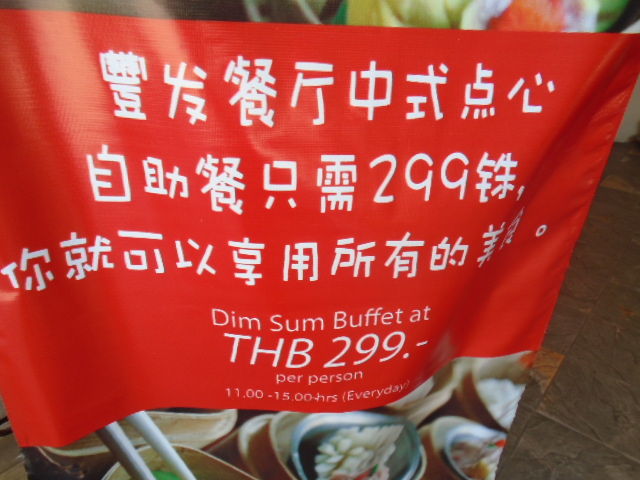 豐发餐厅中式点心
自助餐只需299铢,
你就可以享用所有的美食。
Dim Sum Buffet at
THB 299.-
per person
11.00 -15.00-hrs (Everyday)